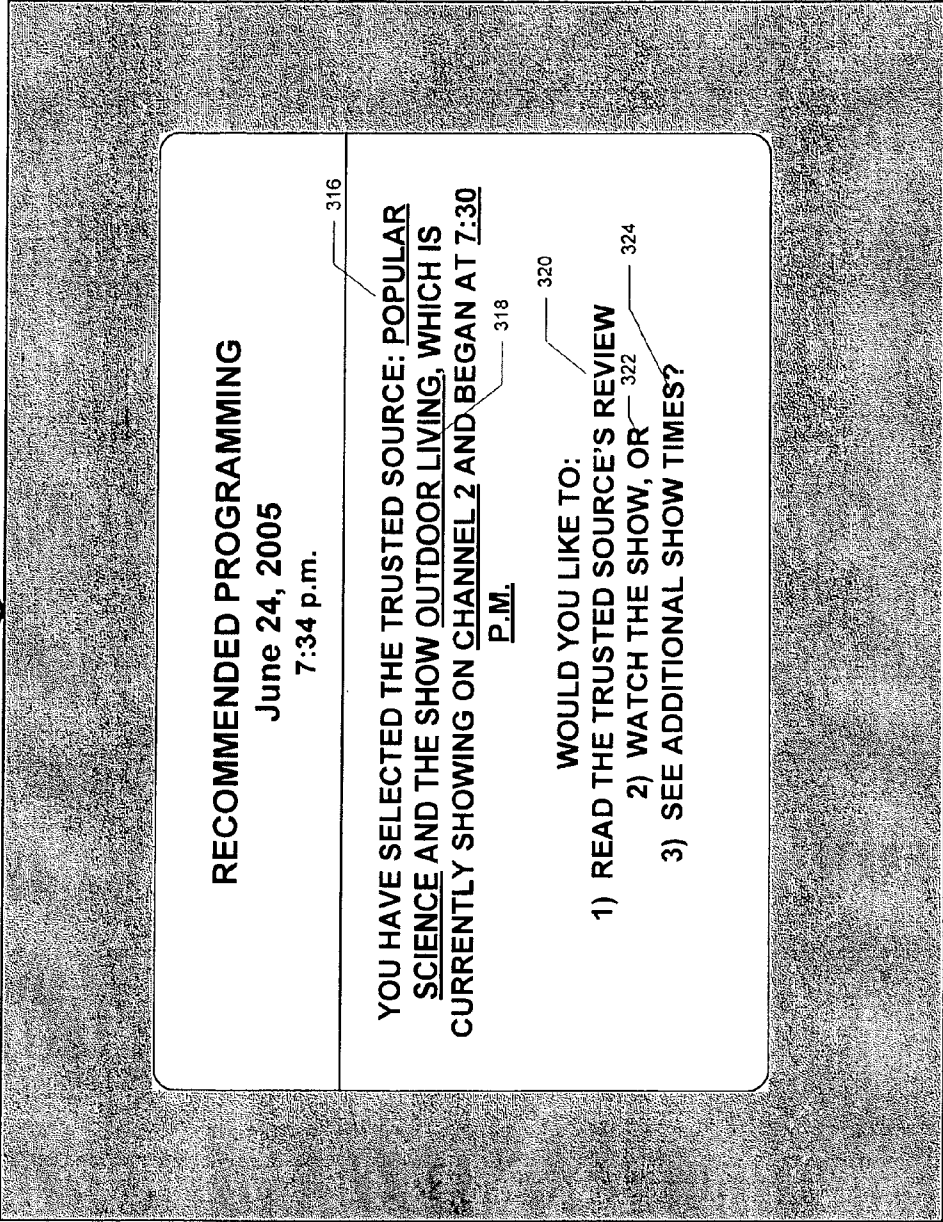 RECOMMENDED PROGRAMMING
June 24, 2005
7:34 p.m.
316
YOU HAVE SELECTED THE TRUSTED SOURCE: POPULAR
SCIENCE AND THE SHOW OUTDOOR LIVING, WHICH IS
CURRENTLY SHOWING ON CHANNEL 2 AND BEGAN AT 7:30
P.M.
318
320
WOULD YOU LIKE TO:
1) READ THE TRUSTED SOURCE'S REVIEW
2) WATCH THE SHOW, OR 322
324
3) SEE ADDITIONAL SHOW TIMES?